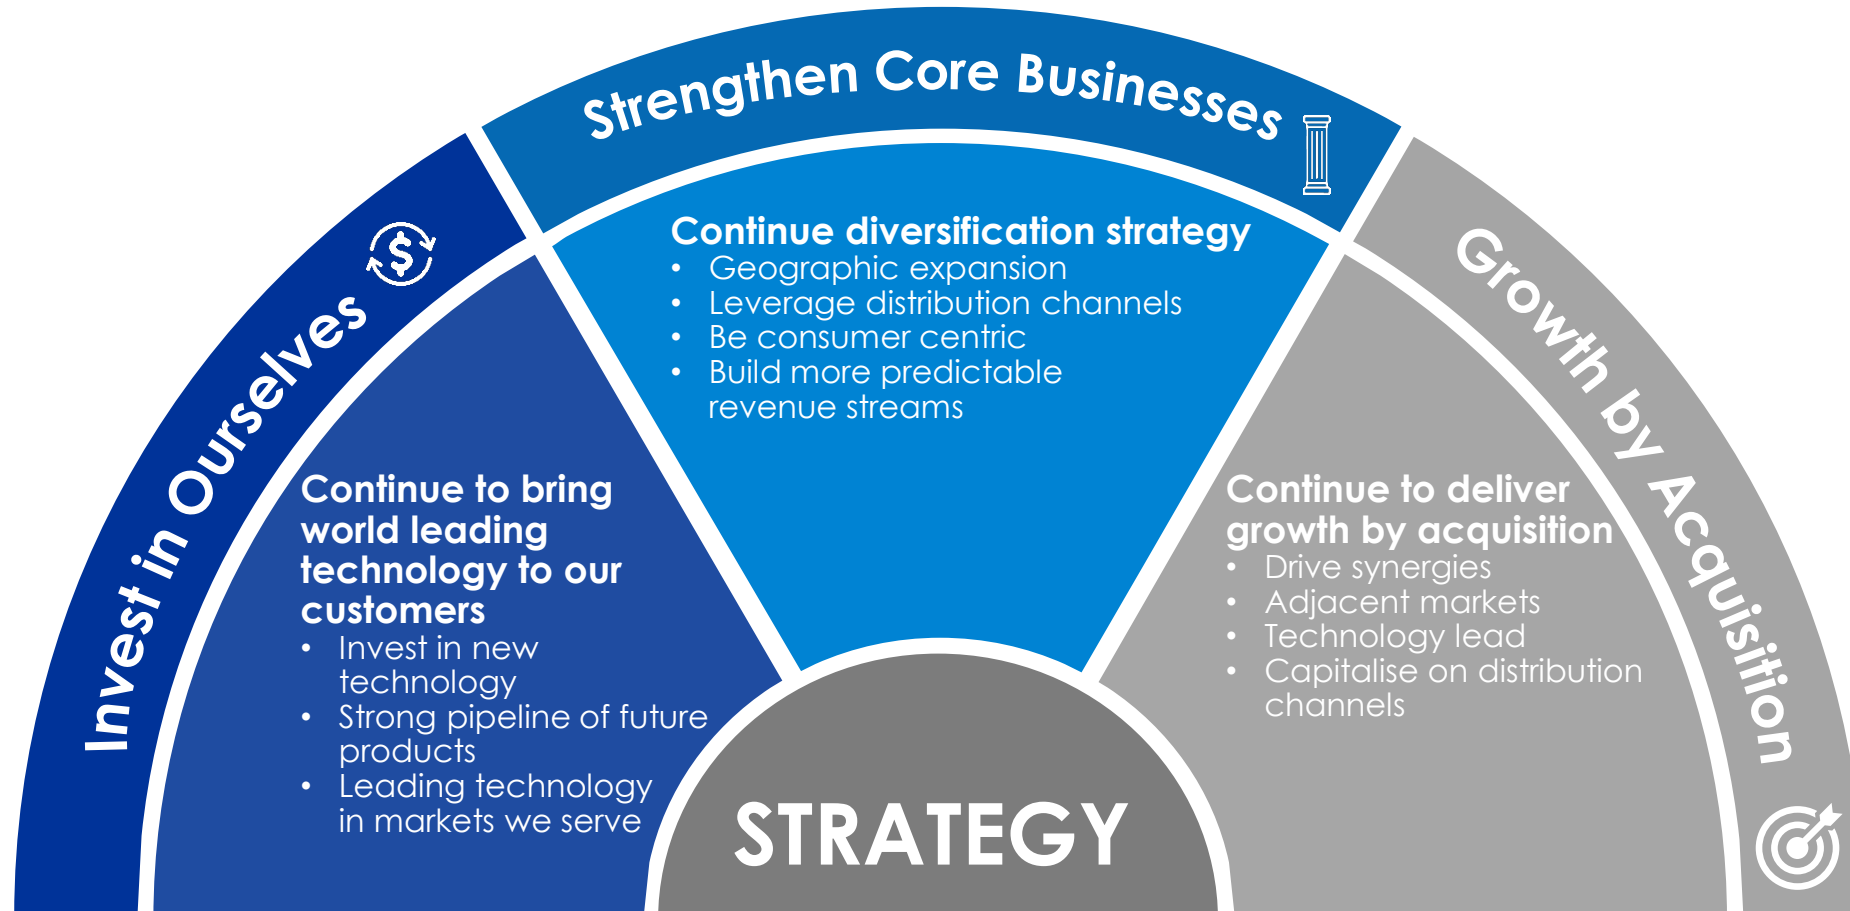 Invest in Ourselves
Continue to bring
world leading
technology to our
customers
• Invest in new
technology
• Strong pipeline of future
products
• Leading technology
in markets we serve
Strengthen Core Businesses
Continue diversification strategy
• Geographic expansion
• Leverage distribution channels
• Be consumer centric
• Build more predictable
revenue streams
Growth by Acquisition
Continue to deliver
growth by acquisition
• Drive synergies
• Adjacent markets
• Technology lead
• Capitalise on distribution
channels
STRATEGY